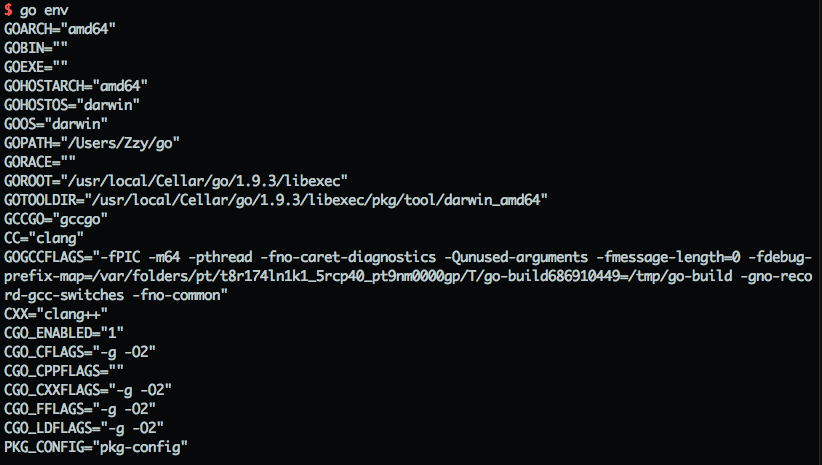 $ go env
GOARCH="amd64"
GOBIN=""
GOEXE=""
GOHOSTARCH="amd64"
GOHOSTOS="darwin"
GOOS="darwin"
GOPATH="/Users/Zzy/go"
GORACE=""
GOROOT="/usr/local/Cellar/go/1.9.3/libexec"
GOTOOLDIR="/usr/local/Cellar/go/1.9.3/libexec/pkg/tool/darwin_amd64"
GCCGO="gccgo"
CC="clang"
GOGCCFLAGS="-fPIC -m64 -pthread -fno-caret-diagnostics -Qunused-arguments -fmessage-length=0 -fdebug-
prefix-map=/var/folders/pt/t8r174ln1k1_5rcp40_pt9nm0000gp/T/go-build686910449=/tmp/go-build -gno-reco
rd-gcc-switches -fno-common"
CXX="clang++"
CGO_ENABLED="1"
CGO_CFLAGS="-g -O2"
CGO_CPPFLAGS=""
CGO_CXXFLAGS="-g -O2"
CGO_FFLAGS="-g -O2"
CGO_LDFLAGS="-g -O2"
PKG_CONFIG="pkg-config"